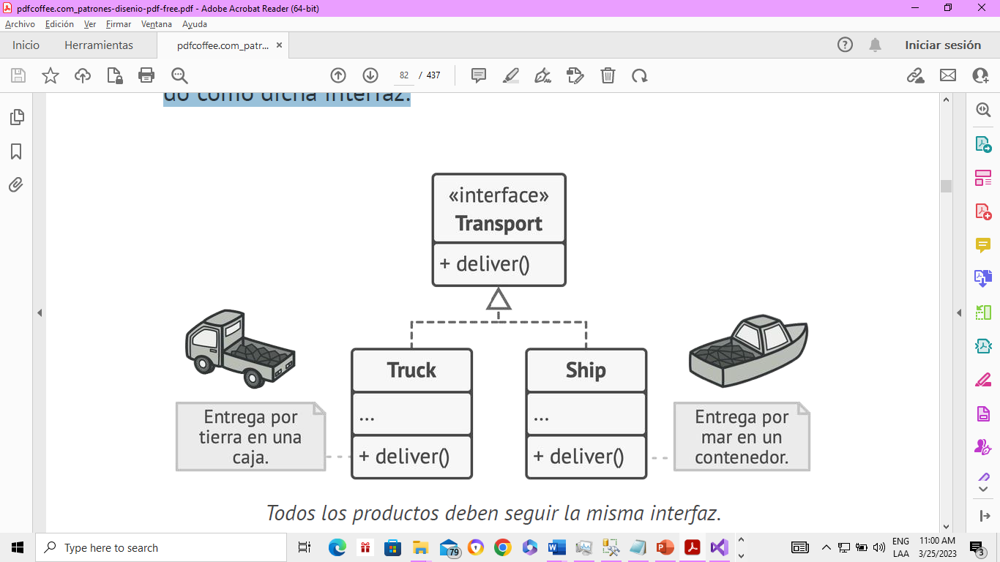 pdfcoffee.com_patrones-disenio-pdf-free.pdf - Adobe Acrobat Reader (64-bit)
Archivo Edición Ver Firmar Ventana Ayuda
Inicio Herramientas pdfcoffee.com_patr... × Iniciar sesión
82 / 437
do como dicha interfaz.
«interface»
Transport
+ deliver()
Truck
...
+ deliver()
Ship
...
+ deliver()
Entrega por
tierra en una
caja.
Entrega por
mar en un
contenedor.
Todos los productos deben seguir la misma interfaz.
Type here to search
79
ENG
LAA
11:00 AM
3/25/2023
3